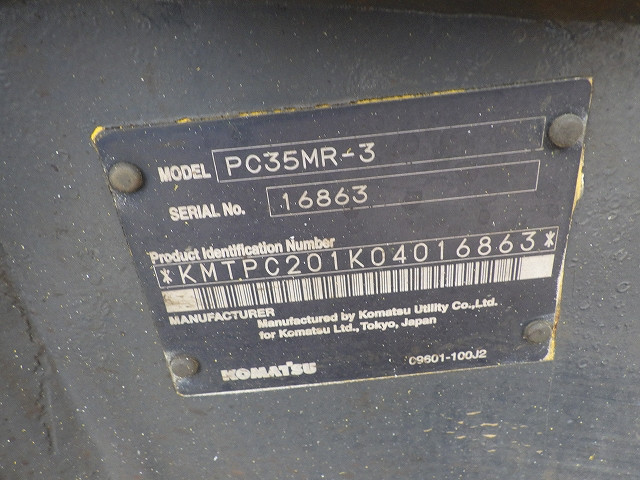 MODEL PC35MR-3
SERIAL No. 16863
Product Identification Number
*KMTPC201K04016863*
MANUFACTURER
Manufactured by Komatsu Utility Co.,Ltd.
for Komatsu Ltd., Tokyo, Japan
KOMATSU 09601-100J2